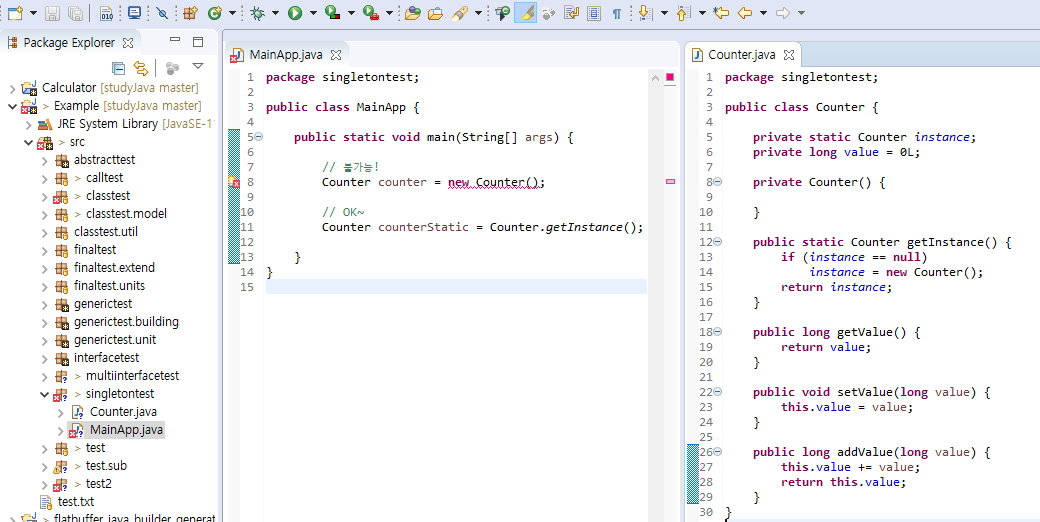 Package Explorer
Calculator [studyJava master]
> Example [studyJava master]
JRE System Library [JavaSE-1
> src
abstracttest
> calltest
> classtest
> classtest.model
classtest.util
finaltest
finaltest.extend
finaltest.units
generictest
generictest.building
generictest.unit
interfacetest
> multiinterfacetest
> singletontest
Counter.java
MainApp.java
> test
> test.sub
> test2
test.txt
> flatbuffer_java_builder_generat
MainApp.java
1 package singletontest;
2
3 public class MainApp {
4
5 public static void main(String[] args) {
6
7 // 불가능!
8 Counter counter = new Counter();
9
10 // OK~
11 Counter counterStatic = Counter.getInstance();
12
13 }
14 }
15
Counter.java
1 package singletontest;
2
3 public class Counter {
4
5 private static Counter instance;
6 private long value = 0L;
7
8 private Counter() {
9
10 }
11
12 public static Counter getInstance() {
13 if (instance == null)
14 instance = new Counter();
15 return instance;
16 }
17
18 public long getValue() {
19 return value;
20 }
21
22 public void setValue(long value) {
23 this.value = value;
24 }
25
26 public long addValue(long value) {
27 this.value += value;
28 return this.value;
29 }
30 }